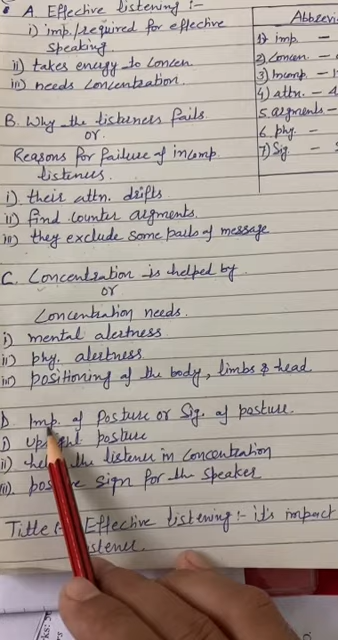 A. Effective listening :-
i) imp./required for effective
speaking.
ii) takes energy to concen.
iii) needs concentration.
B. Why the listeners fails
or
Reasons for failure of incomp.
listeners.
i) their attn. drifts
ii) find counter argments.
iii) they exclude some parts of message
C. Concentration is helped by
or
Concentration needs.
i) mental alertness
ii) phy. alertness
iii) positioning of the body, limbs & head
D. Imp. of Posture or Sig. of posture.
i) posture
ii) the listener in concentration
iii) sign for the speaker
Title :- Effective listening :- it's impact
Abbrevi
1) imp. -
2) Concen. -
3) Incomp. -
4) attn. -
5. argments -
6. phy. -
7) Sig. -